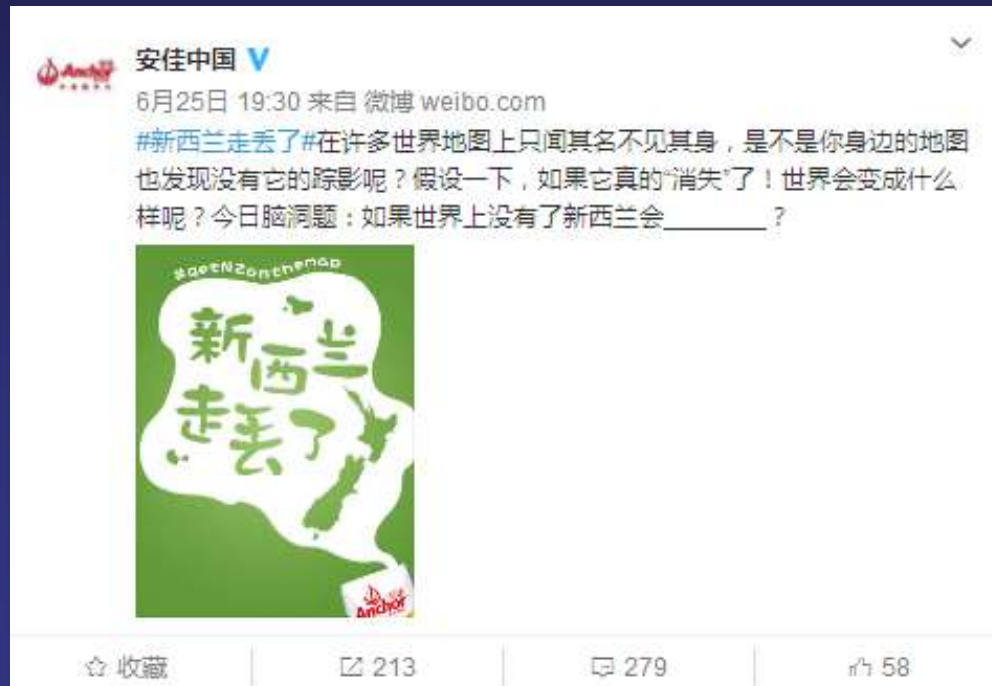 Anchor
安佳中国 V
6月25日 19:30 来自 微博 weibo.com
#新西兰走丢了#在许多世界地图上只闻其名不见其身，是不是你身边的地图
也发现没有它的踪影呢？假设一下，如果它真的“消失”了！世界会变成什么
样呢？今日脑洞题：如果世界上没有了新西兰会________？
#getNZonthemap
新西兰
走丢了
Anchor
收藏 213 279 58